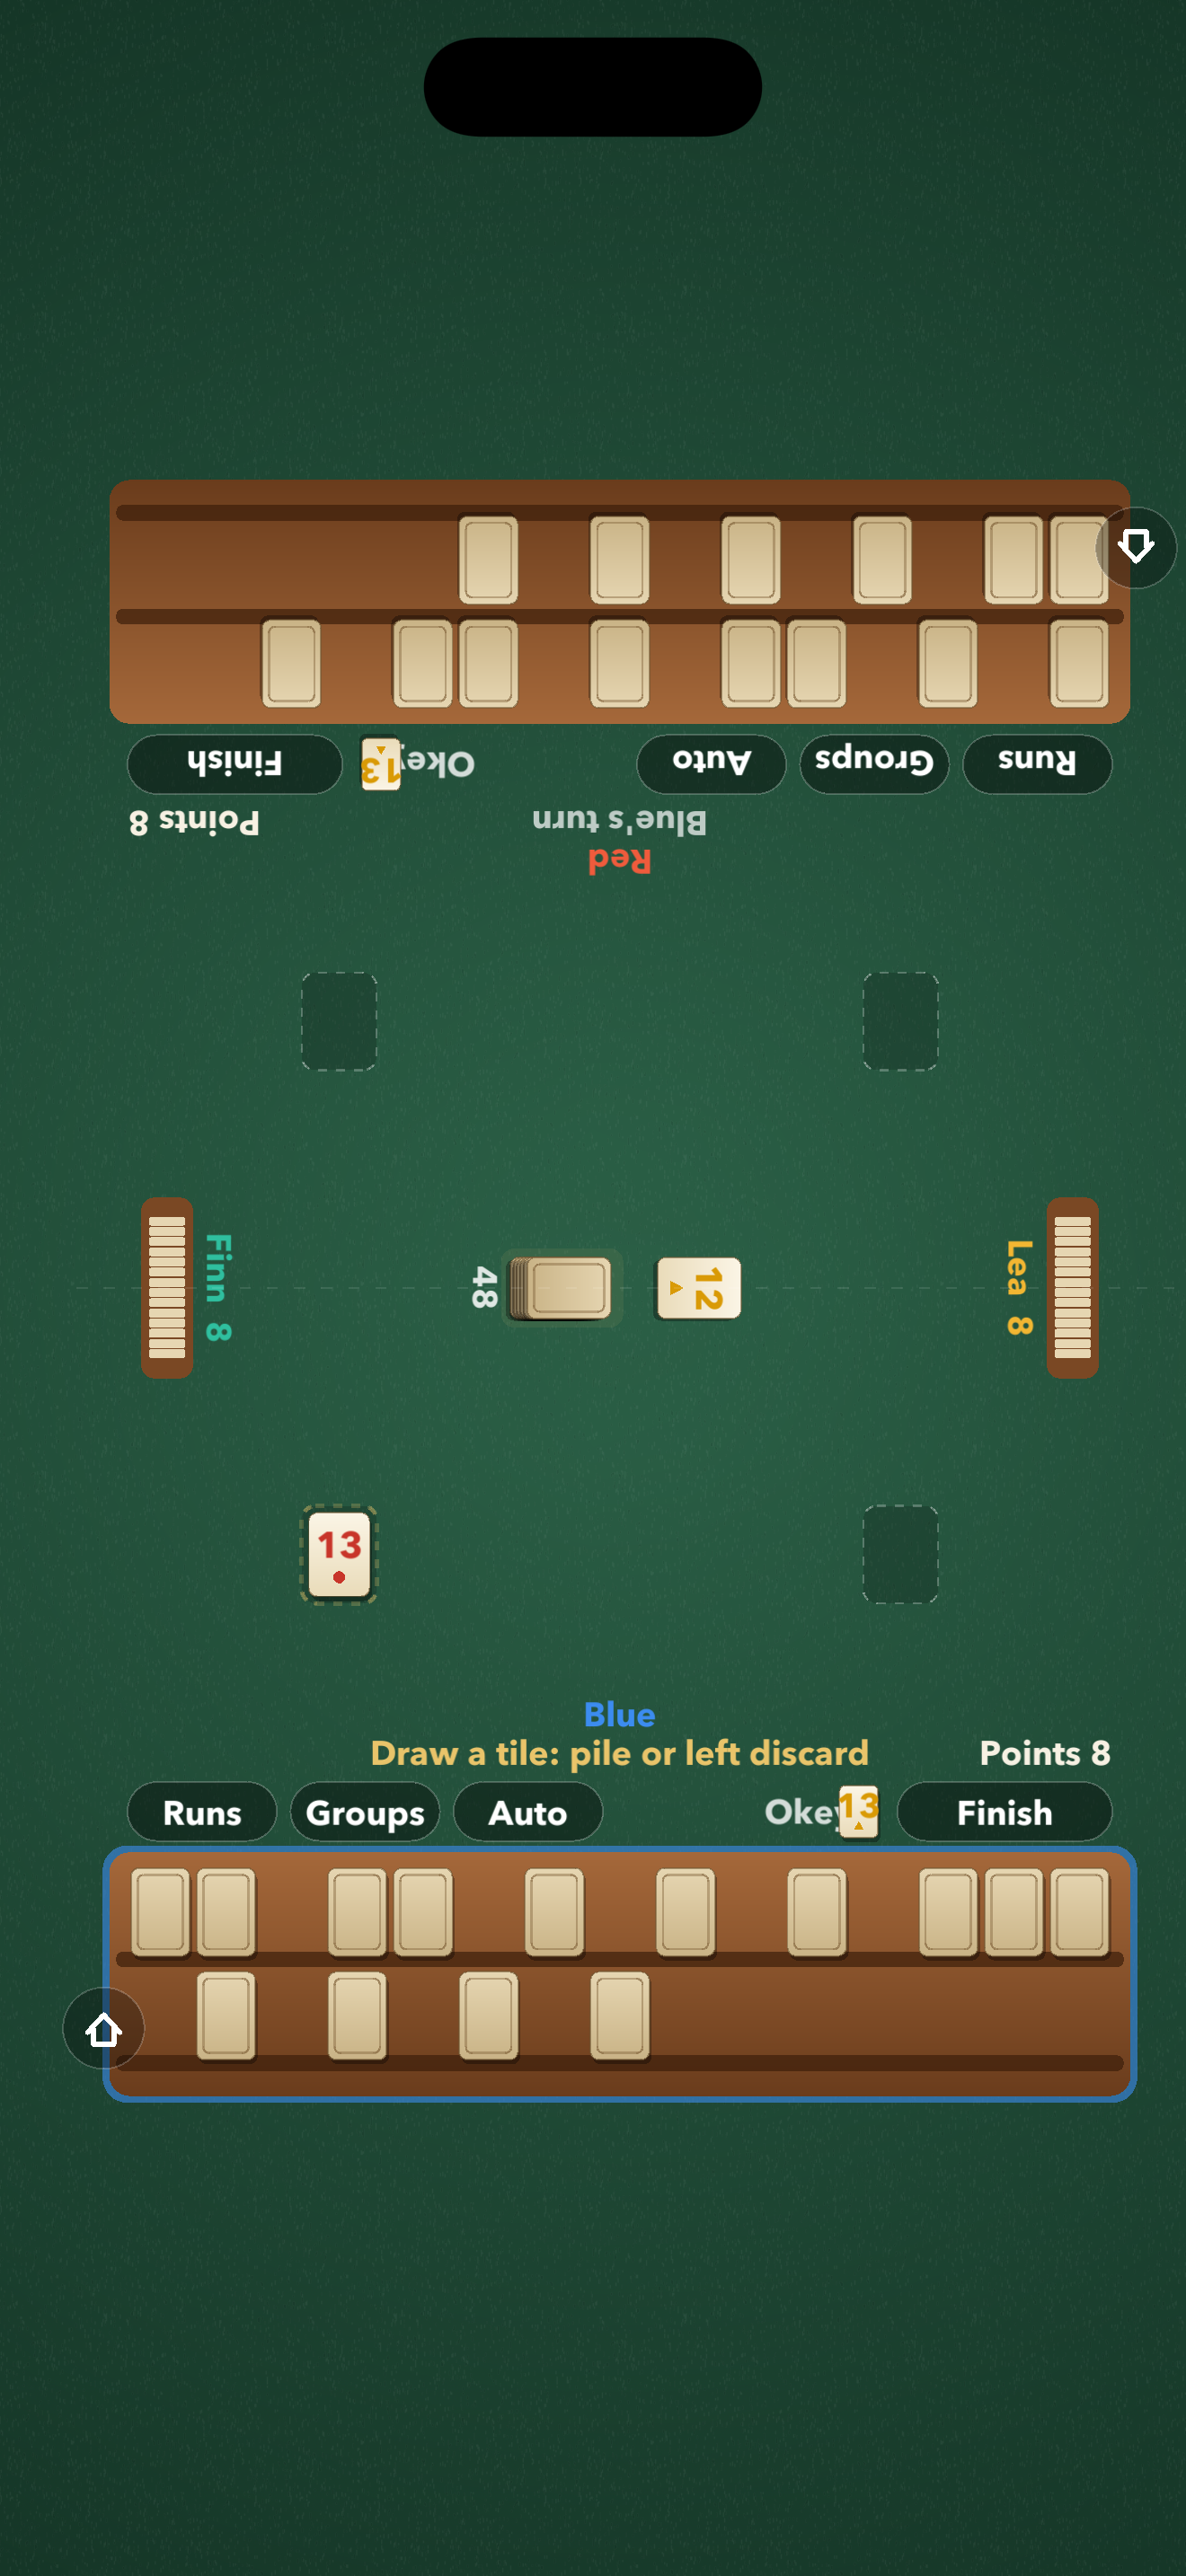 Finish
13
Okey
Auto
Groups
Runs
Points 8
Blue's turn
Red
Finn 8
48
12
Lea 8
13
Blue
Draw a tile: pile or left discard
Points 8
Runs
Groups
Auto
Okey
13
Finish